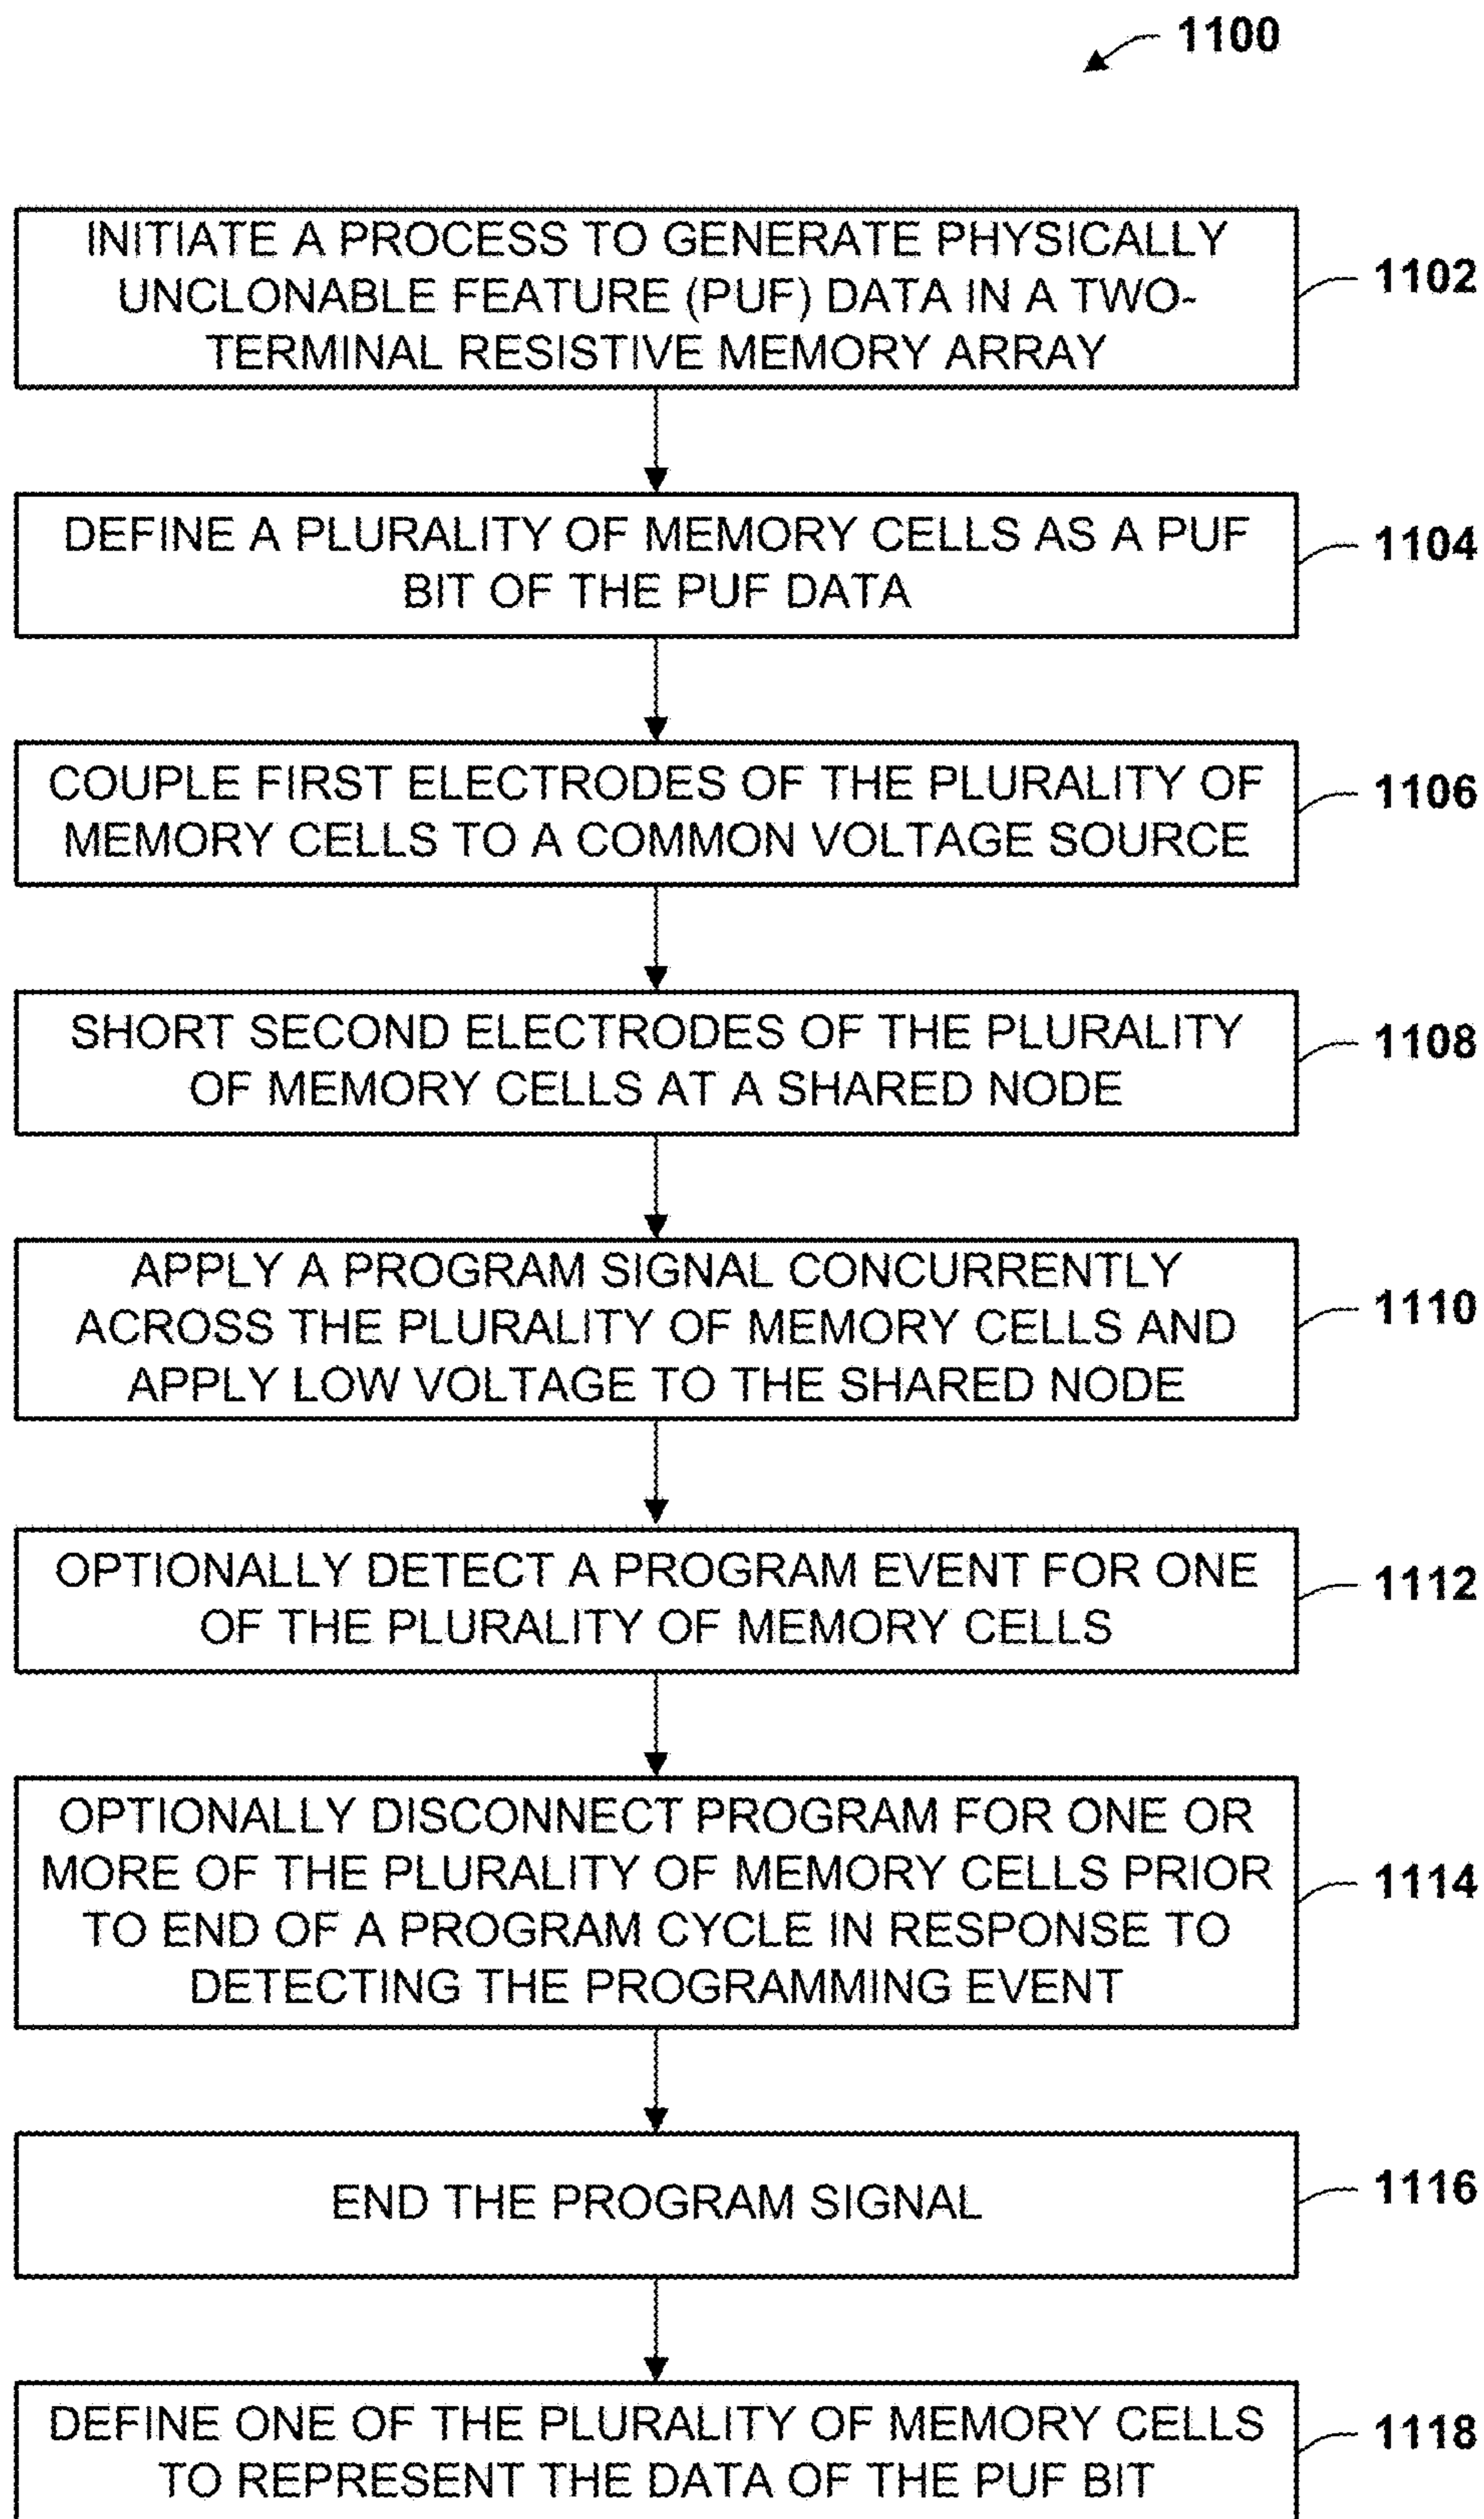 1100
INITIATE A PROCESS TO GENERATE PHYSICALLY
UNCLONABLE FEATURE (PUF) DATA IN A TWO-
TERMINAL RESISTIVE MEMORY ARRAY
1102
DEFINE A PLURALITY OF MEMORY CELLS AS A PUF
BIT OF THE PUF DATA
1104
COUPLE FIRST ELECTRODES OF THE PLURALITY OF
MEMORY CELLS TO A COMMON VOLTAGE SOURCE
1106
SHORT SECOND ELECTRODES OF THE PLURALITY
OF MEMORY CELLS AT A SHARED NODE
1108
APPLY A PROGRAM SIGNAL CONCURRENTLY
ACROSS THE PLURALITY OF MEMORY CELLS AND
APPLY LOW VOLTAGE TO THE SHARED NODE
1110
OPTIONALLY DETECT A PROGRAM EVENT FOR ONE
OF THE PLURALITY OF MEMORY CELLS
1112
OPTIONALLY DISCONNECT PROGRAM FOR ONE OR
MORE OF THE PLURALITY OF MEMORY CELLS PRIOR
TO END OF A PROGRAM CYCLE IN RESPONSE TO
DETECTING THE PROGRAMMING EVENT
1114
END THE PROGRAM SIGNAL
1116
DEFINE ONE OF THE PLURALITY OF MEMORY CELLS
TO REPRESENT THE DATA OF THE PUF BIT
1118